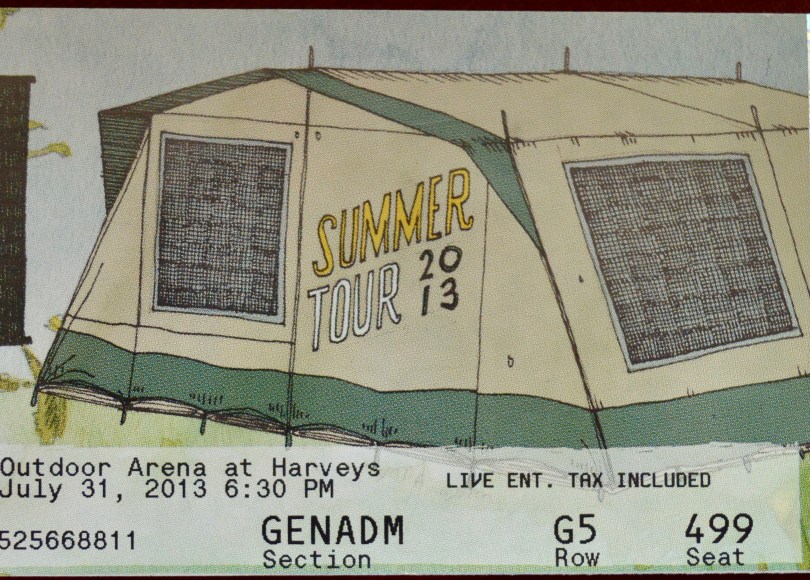 SUMMER
TOUR 20
13
Outdoor Arena at Harveys
July 31, 2013 6:30 PM
LIVE ENT. TAX INCLUDED
525668811 GENADM G5 499
Section Row Seat